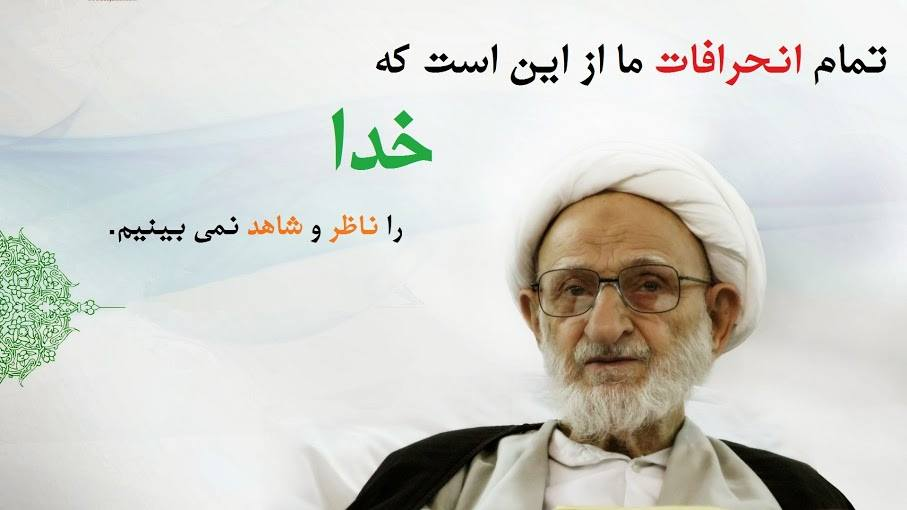 تمام انحرافات ما از این است که
خدا
را ناظر و شاهد نمی بینیم.